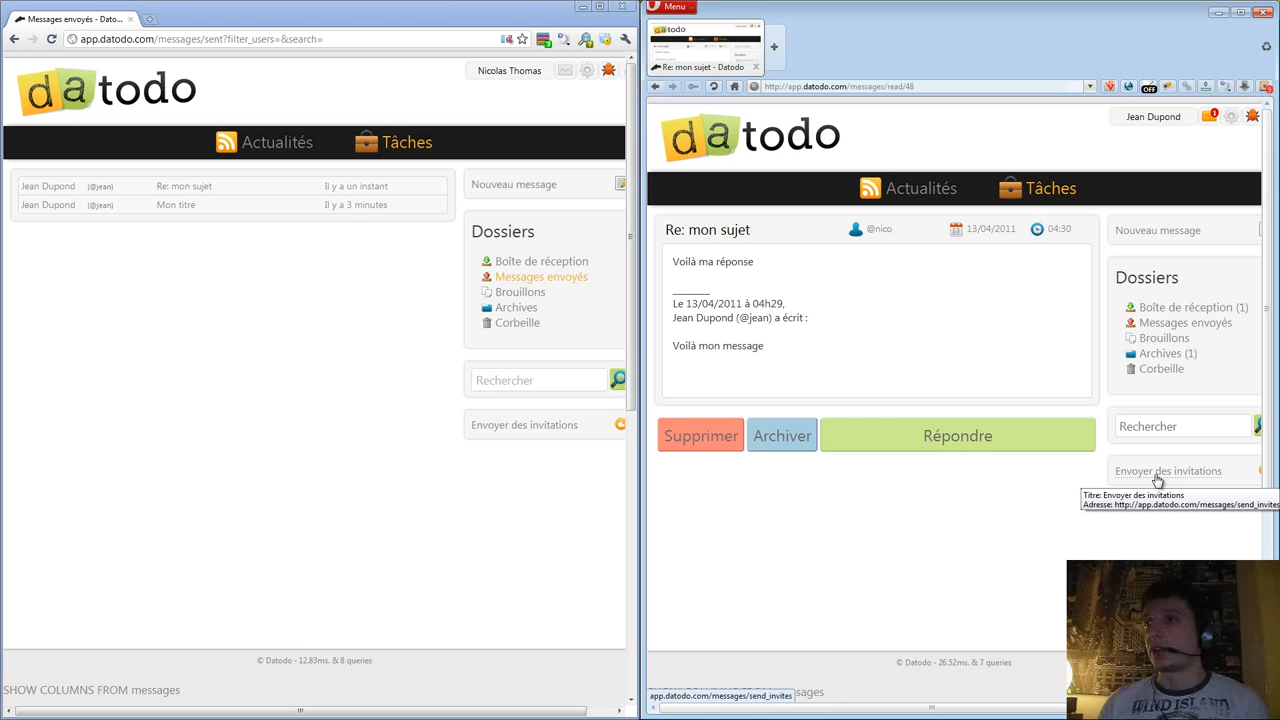 Messages envoyés - Dato...
app.datodo.com/messages/sent?filter_users=&search=
datodo
Nicolas Thomas
Actualités
Tâches
Jean Dupond (@jean) Re: mon sujet Il y a un instant
Jean Dupond (@jean) Mon titre Il y a 3 minutes
Nouveau message
Dossiers
Boîte de réception
Messages envoyés
Brouillons
Archives
Corbeille
Rechercher
Envoyer des invitations
© Datodo - 12.83ms. & 8 queries
SHOW COLUMNS FROM messages
Menu
datodo
Re: mon sujet - Datodo
http://app.datodo.com/messages/read/48
OFF
datodo
Jean Dupond
1
Actualités
Tâches
Re: mon sujet
@nico
13/04/2011
04:30
Voilà ma réponse
________
Le 13/04/2011 à 04h29,
Jean Dupond (@jean) a écrit :
Voilà mon message
Supprimer
Archiver
Répondre
Nouveau message
Dossiers
Boîte de réception (1)
Messages envoyés
Brouillons
Archives (1)
Corbeille
Rechercher
Envoyer des invitations
Titre: Envoyer des invitations
Adresse: http://app.datodo.com/messages/send_invites
© Datodo - 26.52ms. & 7 queries
app.datodo.com/messages/send_invites
WIND ISLAND